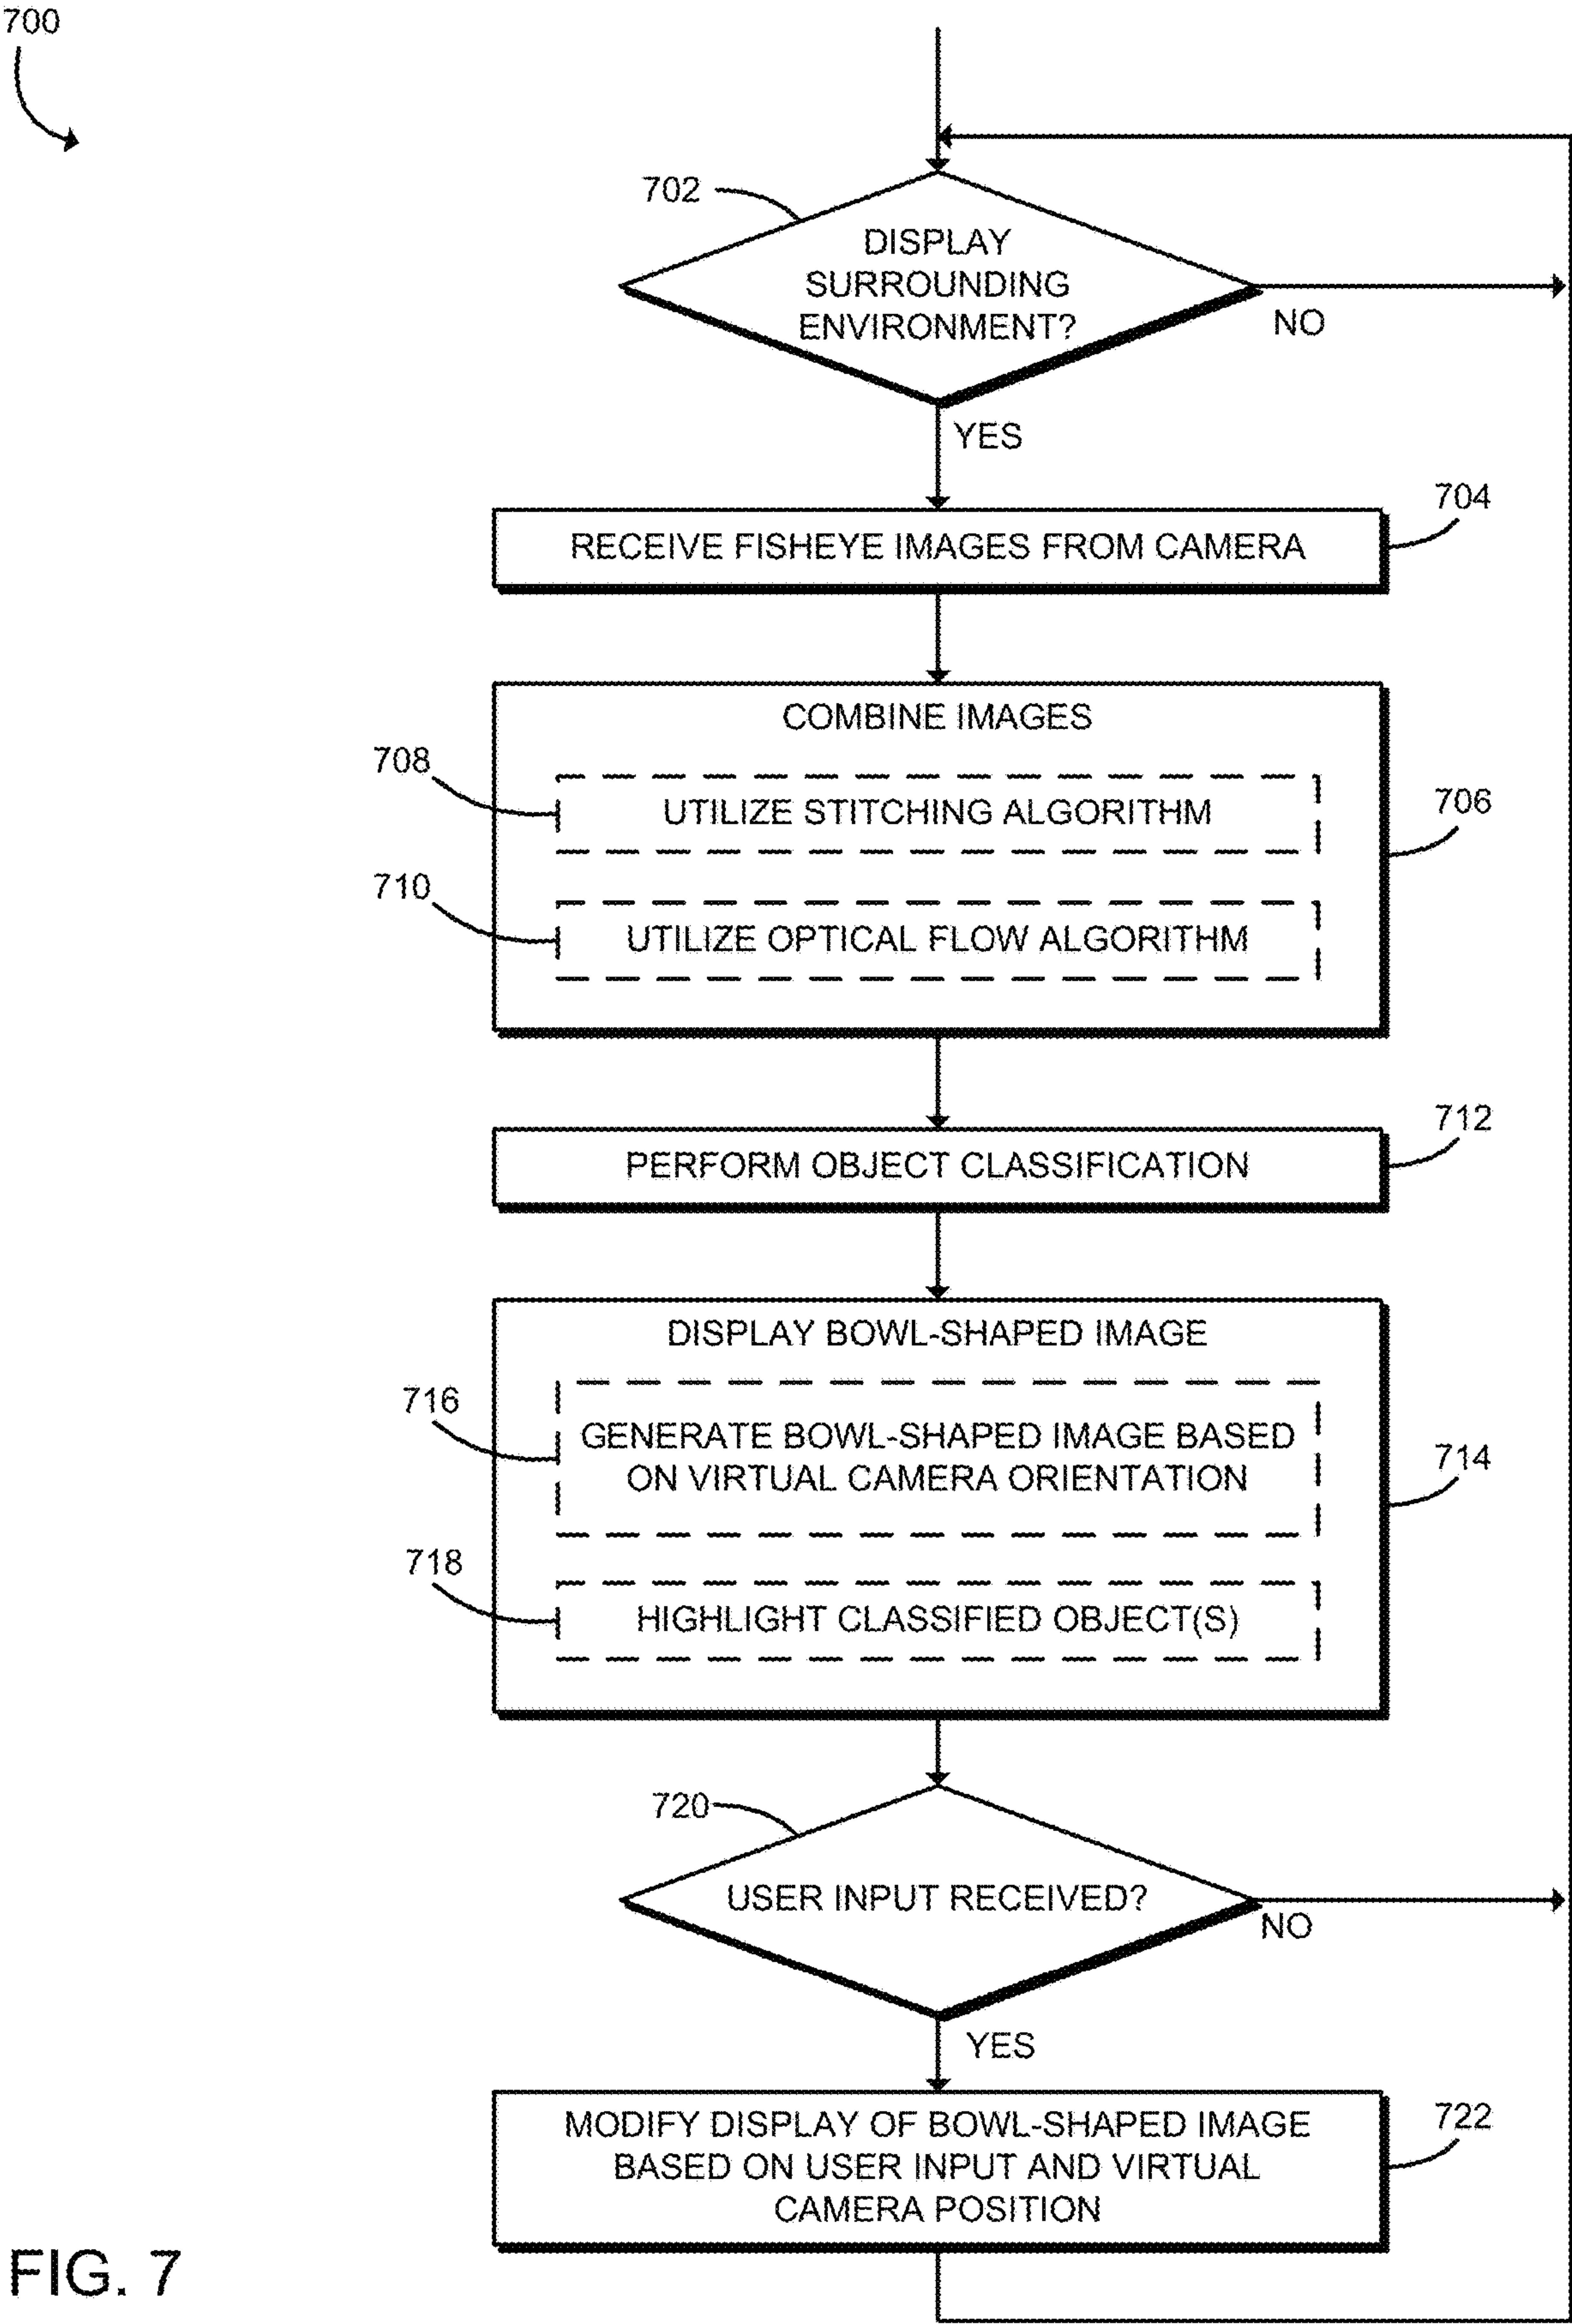 700
702
DISPLAY
SURROUNDING
ENVIRONMENT?
NO
YES
704
RECEIVE FISHEYE IMAGES FROM CAMERA
COMBINE IMAGES
708
UTILIZE STITCHING ALGORITHM
706
710
UTILIZE OPTICAL FLOW ALGORITHM
712
PERFORM OBJECT CLASSIFICATION
DISPLAY BOWL-SHAPED IMAGE
716
GENERATE BOWL-SHAPED IMAGE BASED
ON VIRTUAL CAMERA ORIENTATION
714
718
HIGHLIGHT CLASSIFIED OBJECT(S)
720
USER INPUT RECEIVED?
NO
YES
MODIFY DISPLAY OF BOWL-SHAPED IMAGE
BASED ON USER INPUT AND VIRTUAL
CAMERA POSITION
722
FIG. 7